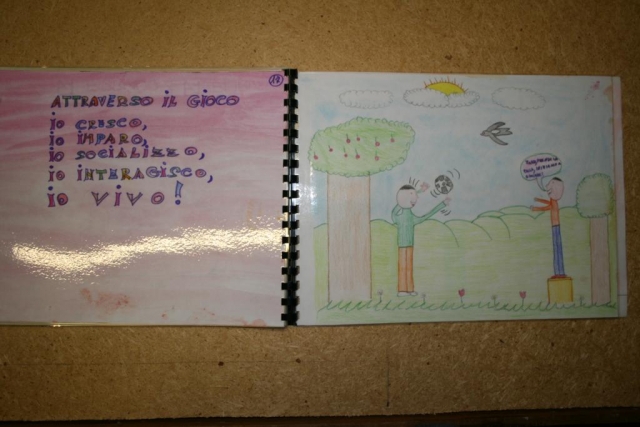 ATTRAVERSO IL GIOCO
io CRESCO,
io IMPARO,
io SOCIALIZZO,
io INTERAGISCO,
io VIVO!